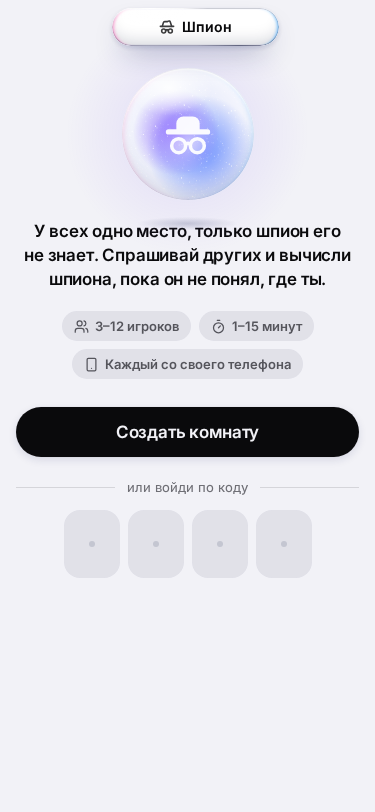 Шпион
У всех одно место, только шпион его
не знает. Спрашивай других и вычисли
шпиона, пока он не понял, где ты.
3–12 игроков
1–15 минут
Каждый со своего телефона
Создать комнату
или войди по коду